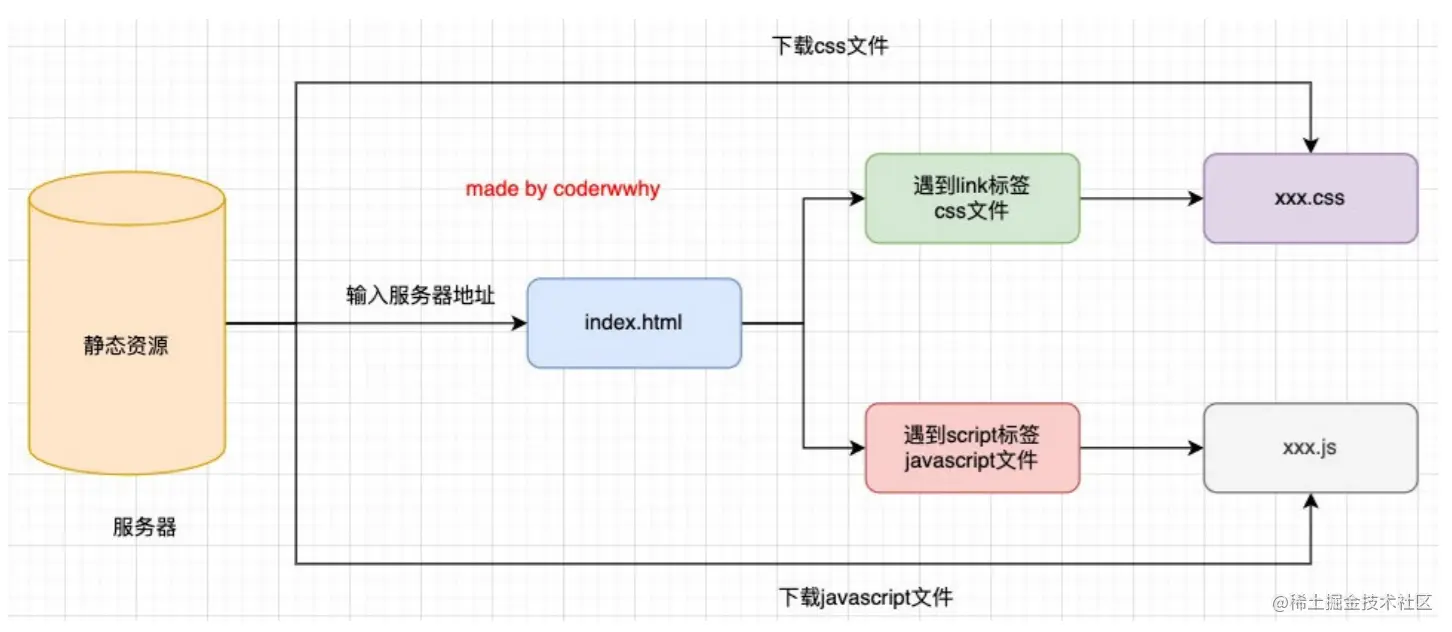 下载css文件
made by coderwwhy
遇到link标签
css文件
xxx.css
输入服务器地址
index.html
静态资源
遇到script标签
javascript文件
xxx.js
服务器
下载javascript文件
@稀土掘金技术社区